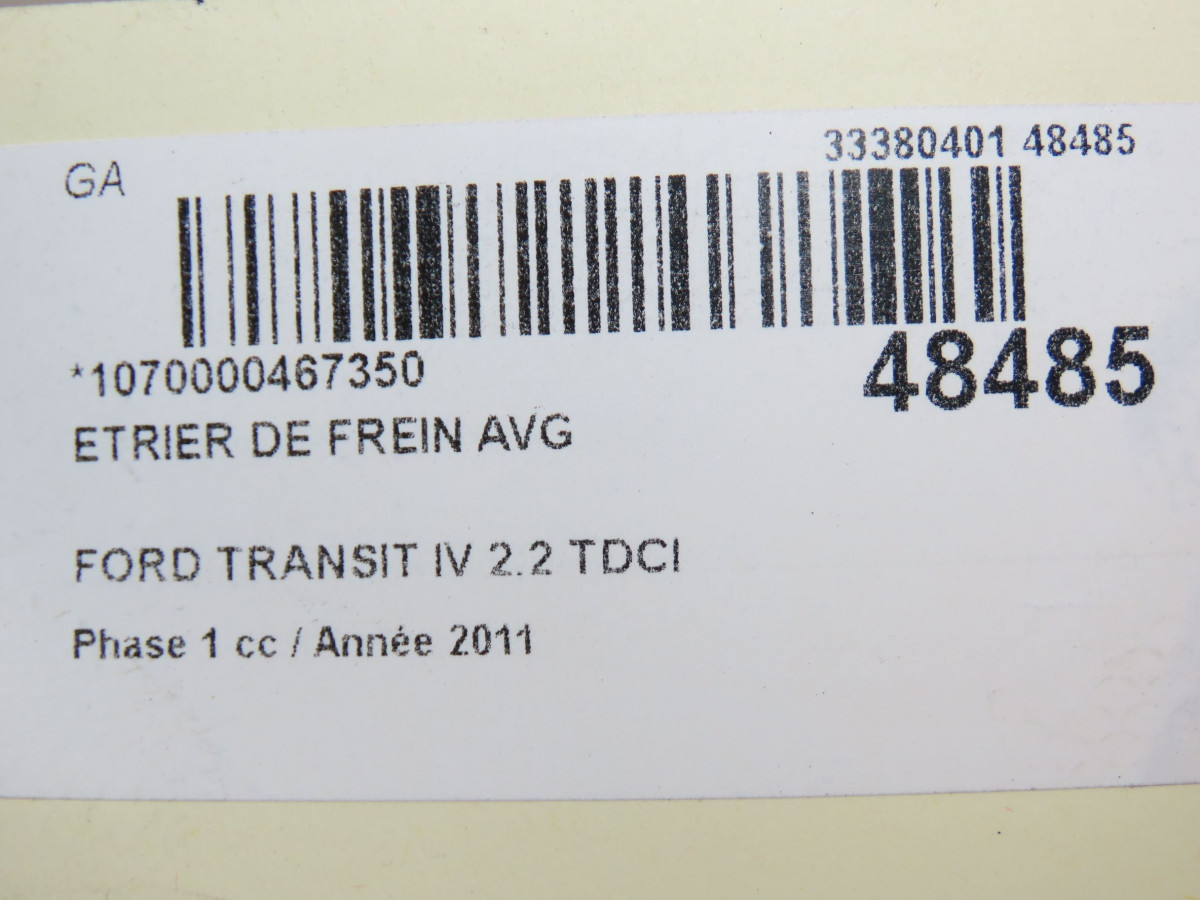 GA
33380401 48485
*1070000467350
48485
ETRIER DE FREIN AVG
FORD TRANSIT IV 2.2 TDCI
Phase 1 cc / Année 2011